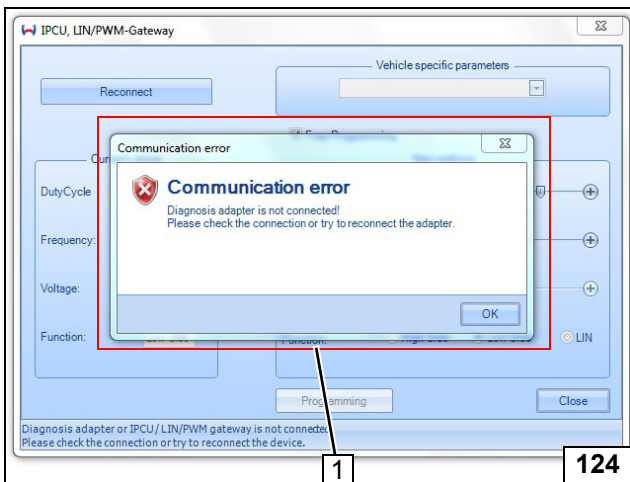 IPCU, LIN/PWM-Gateway
Vehicle specific parameters
Reconnect
Communication error
DutyCycle
Communication error
Diagnosis adapter is not connected!
Please check the connection or try to reconnect the adapter.
Frequency:
Voltage:
OK
Function:
Function:
LIN
Programming
Close
Diagnosis adapter or IPCU/ LIN/PWM gateway is not connected
Please check the connection or try to reconnect the device.
1
124